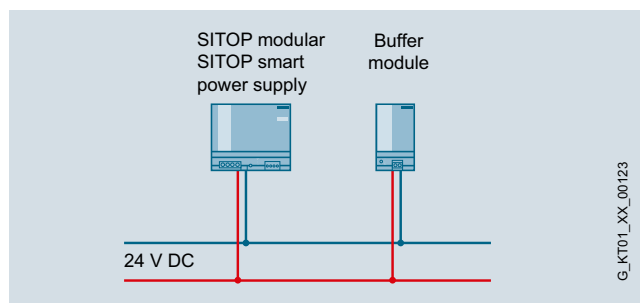 SITOP modular
SITOP smart
power supply
Buffer
module
24 V DC
G_KT01_XX_00123